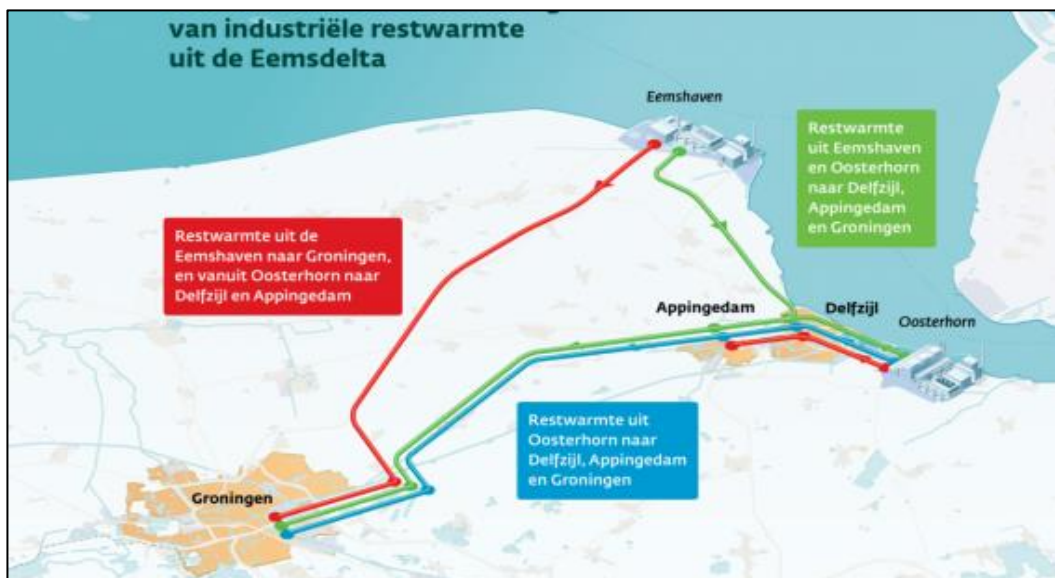 van industriële restwarmte
uit de Eemsdelta
Eemshaven
Restwarmte
uit Eemshaven
en Oosterhorn
naar Delfzijl,
Appingedam
en Groningen
Restwarmte uit de
Eemshaven naar Groningen,
en vanuit Oosterhorn naar
Delfzijl en Appingedam
Appingedam
Delfzijl
Oosterhorn
Restwarmte uit
Oosterhorn naar
Delfzijl, Appingedam
en Groningen
Groningen